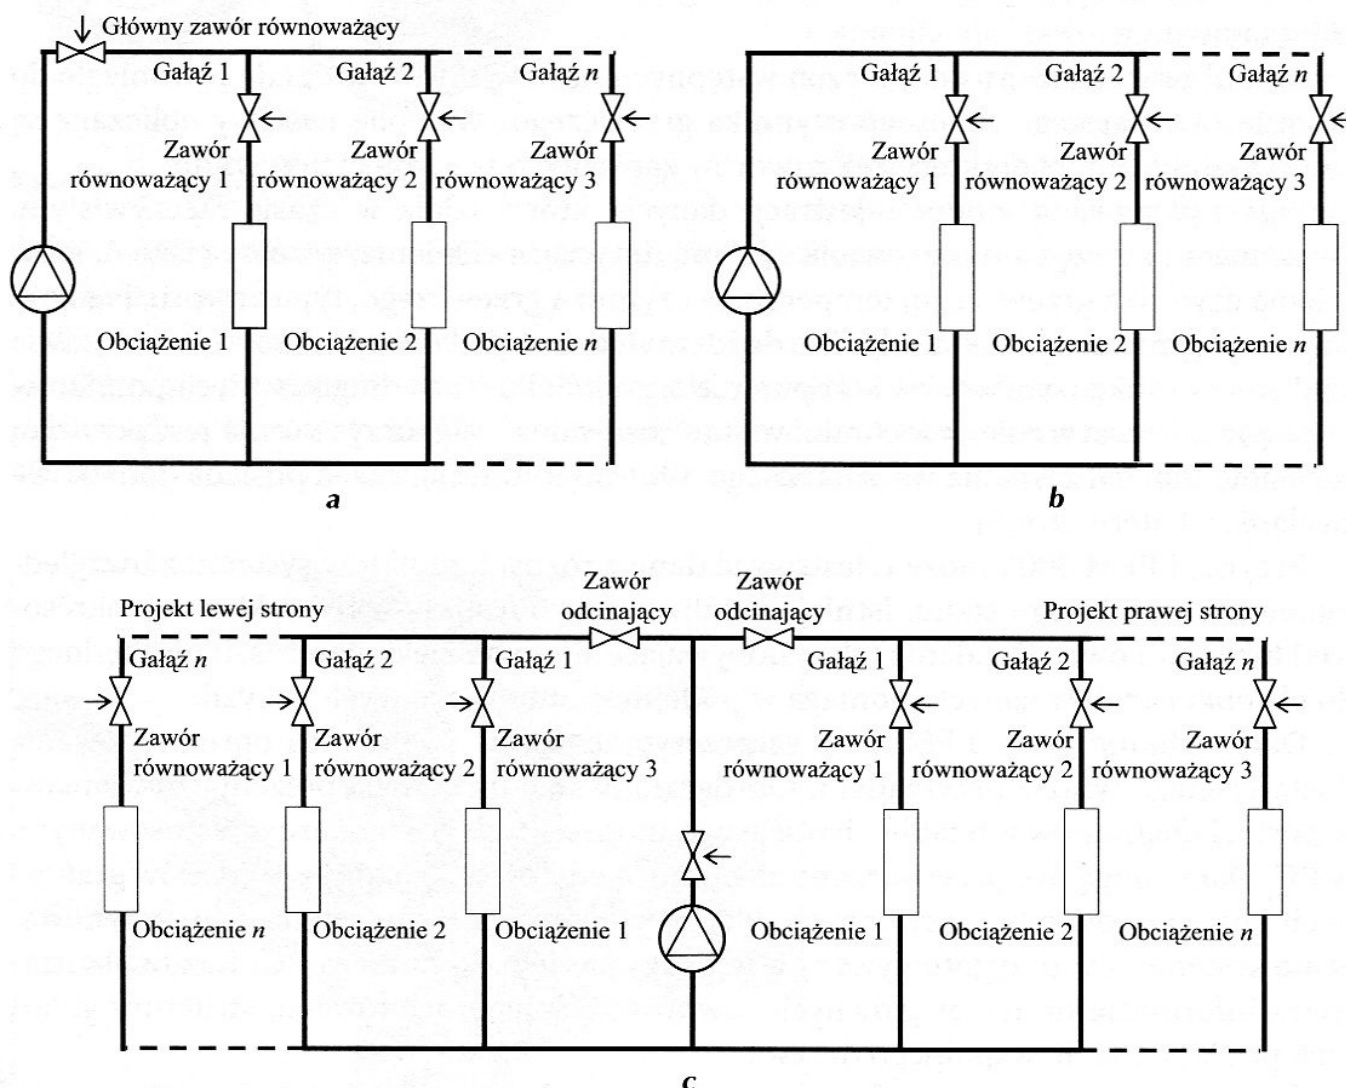 Główny zawór równoważący
Gałąź 1 Gałąź 2 Gałąź n
Zawór Zawór Zawór
równoważący 1 równoważący 2 równoważący 3
Obciążenie 1 Obciążenie 2 Obciążenie n
a
Gałąź 1 Gałąź 2 Gałąź n
Zawór Zawór Zawór
równoważący 1 równoważący 2 równoważący 3
Obciążenie 1 Obciążenie 2 Obciążenie n
b
Projekt lewej strony
Zawór odcinający
Zawór odcinający
Projekt prawej strony
Gałąź n Gałąź 2 Gałąź 1 Gałąź 1 Gałąź 2 Gałąź n
Zawór Zawór Zawór Zawór Zawór Zawór
równoważący 1 równoważący 2 równoważący 3 równoważący 1 równoważący 2 równoważący 3
Obciążenie n Obciążenie 2 Obciążenie 1 Obciążenie 1 Obciążenie 2 Obciążenie n
c